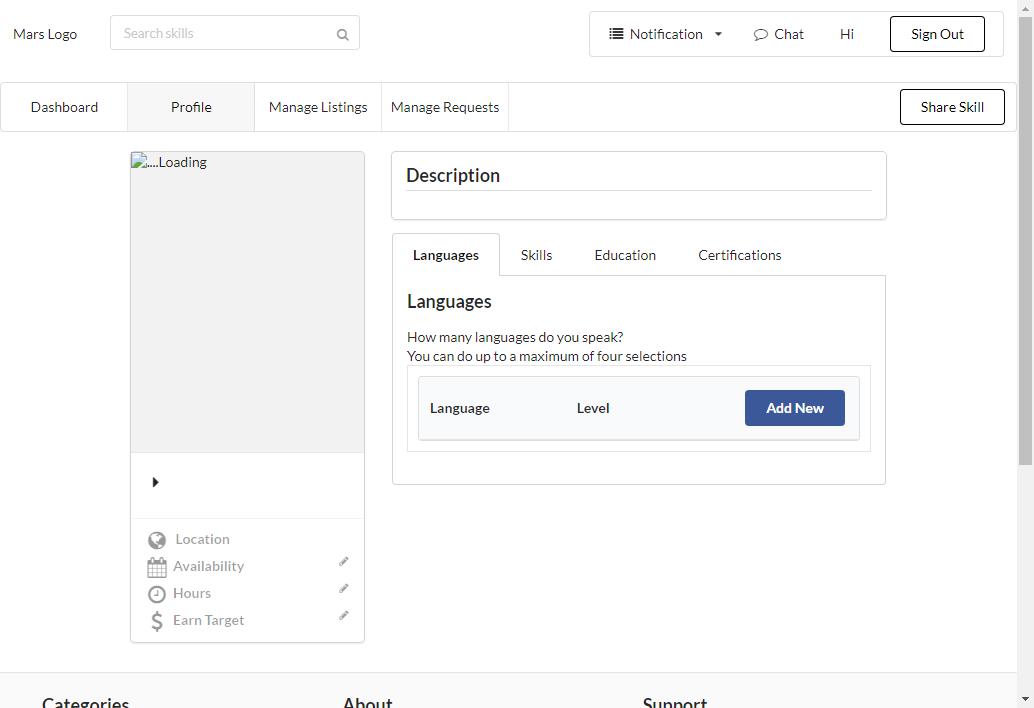 Mars Logo
Search skills
Notification
Chat
Hi
Sign Out
Dashboard
Profile
Manage Listings
Manage Requests
Share Skill
....Loading
Description
Languages
Skills
Education
Certifications
Languages
How many languages do you speak?
You can do up to a maximum of four selections
Language
Level
Add New
Location
Availability
Hours
Earn Target
Categories
About
Support